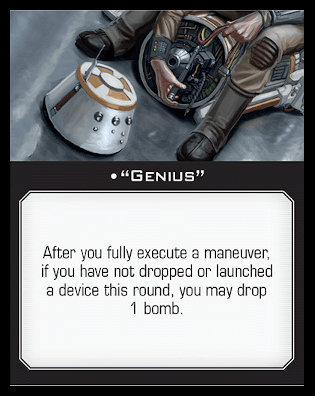 •“Genius”
After you fully execute a maneuver,
if you have not dropped or launched
a device this round, you may drop
1 bomb.